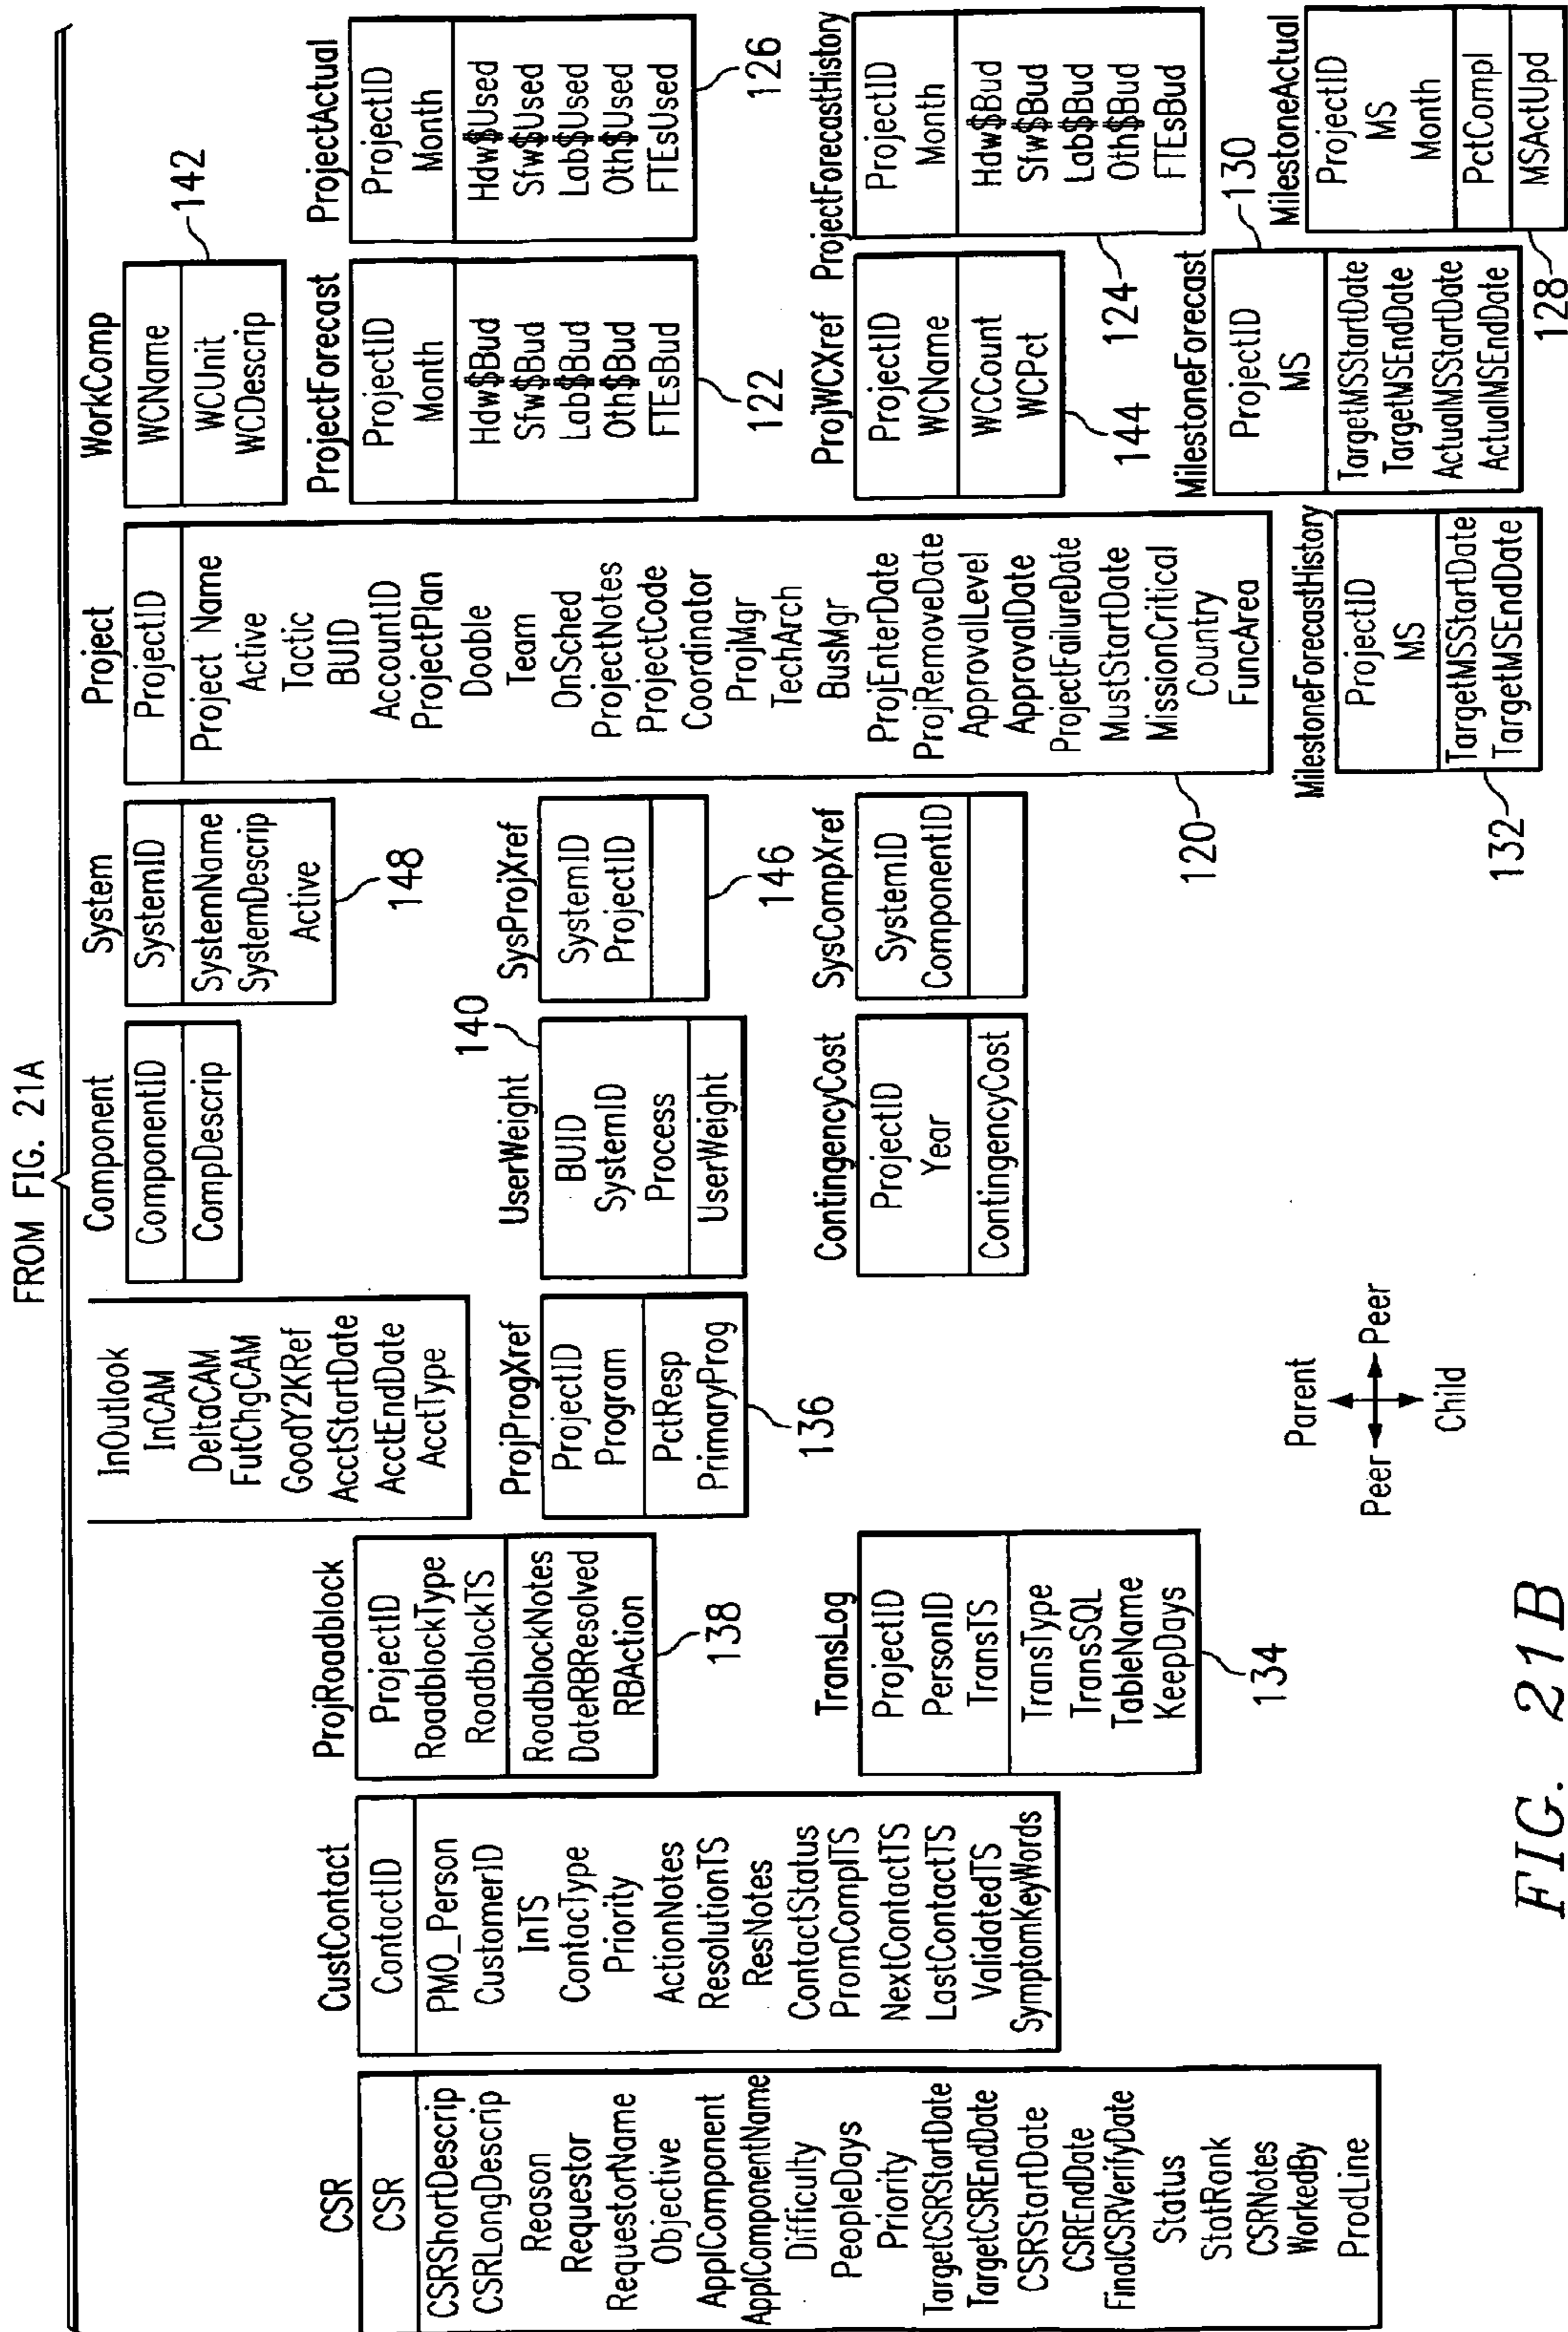 FROM FIG. 21A
CSR
CSR
CSRShortDescrip
CSRLongDescrip
Reason
Requestor
RequestorName
Objective
ApplComponent
ApplComponentName
Difficulty
PeopleDays
Priority
TargetCSRStartDate
TargetCSREndDate
CSRStartDate
CSREndDate
FinalCSRVerifyDate
Status
StatRank
CSRNotes
WorkedBy
ProdLine
CustContact
ContactID
PMO_Person
CustomerID
InTS
ContacType
Priority
ActionNotes
ResolutionTS
ResNotes
ContactStatus
PromComplTS
NextContactTS
LastContactTS
ValidatedTS
SymptomKeyWords
ProjRoadblock
ProjectID
RoadblockType
RoadblockTS
RoadblockNotes
DateRBResolved
RBAction
138
TransLog
ProjectID
PersonID
TransTS
TransType
TransSQL
TableName
KeepDays
134
InOutlook
InCAM
DeltaCAM
FutChgCAM
GoodY2KRef
AcctStartDate
AcctEndDate
AcctType
ProjProgXref
ProjectID
Program
PctResp
PrimaryProg
136
Parent
Peer Peer
Child
Component
ComponentID
CompDescrip
UserWeight
140
BUID
SystemID
Process
UserWeight
ContingencyCost
ProjectID
Year
ContingencyCost
System
SystemID
SystemName
SystemDescrip
Active
148
SysProjXref
SystemID
ProjectID
146
SysCompXref
SystemID
ComponentID
Project
ProjectID
Project Name
Active
Tactic
BUID
AccountID
ProjectPlan
Doable
Team
OnSched
ProjectNotes
ProjectCode
Coordinator
ProjMgr
TechArch
BusMgr
ProjEnterDate
ProjRemoveDate
ApprovalLevel
ApprovalDate
ProjectFailureDate
MustStartDate
MissionCritical
Country
FuncArea
120
MilestoneForecastHistory
ProjectID
MS
TargetMSStartDate
TargetMSEndDate
132
WorkComp
WCName
WCUnit
WCDescrip
142
ProjectForecast
ProjectID
Month
Hdw$Bud
Sfw$Bud
Lab$Bud
Oth$Bud
FTEsBud
122
ProjectActual
ProjectID
Month
Hdw$Used
Sfw$Used
Lab$Used
Oth$Used
FTEsUsed
126
ProjWCXref
ProjectID
WCName
WCCount
WCPct
144
ProjectForecastHistory
ProjectID
Month
Hdw$Bud
Sfw$Bud
Lab$Bud
Oth$Bud
FTEsBud
124
MilestoneForecast
130
ProjectID
MS
TargetMSStartDate
TargetMSEndDate
ActualMSStartDate
ActualMSEndDate
MilestoneActual
ProjectID
MS
Month
PctCompl
MSActUpd
128
FIG. 21B